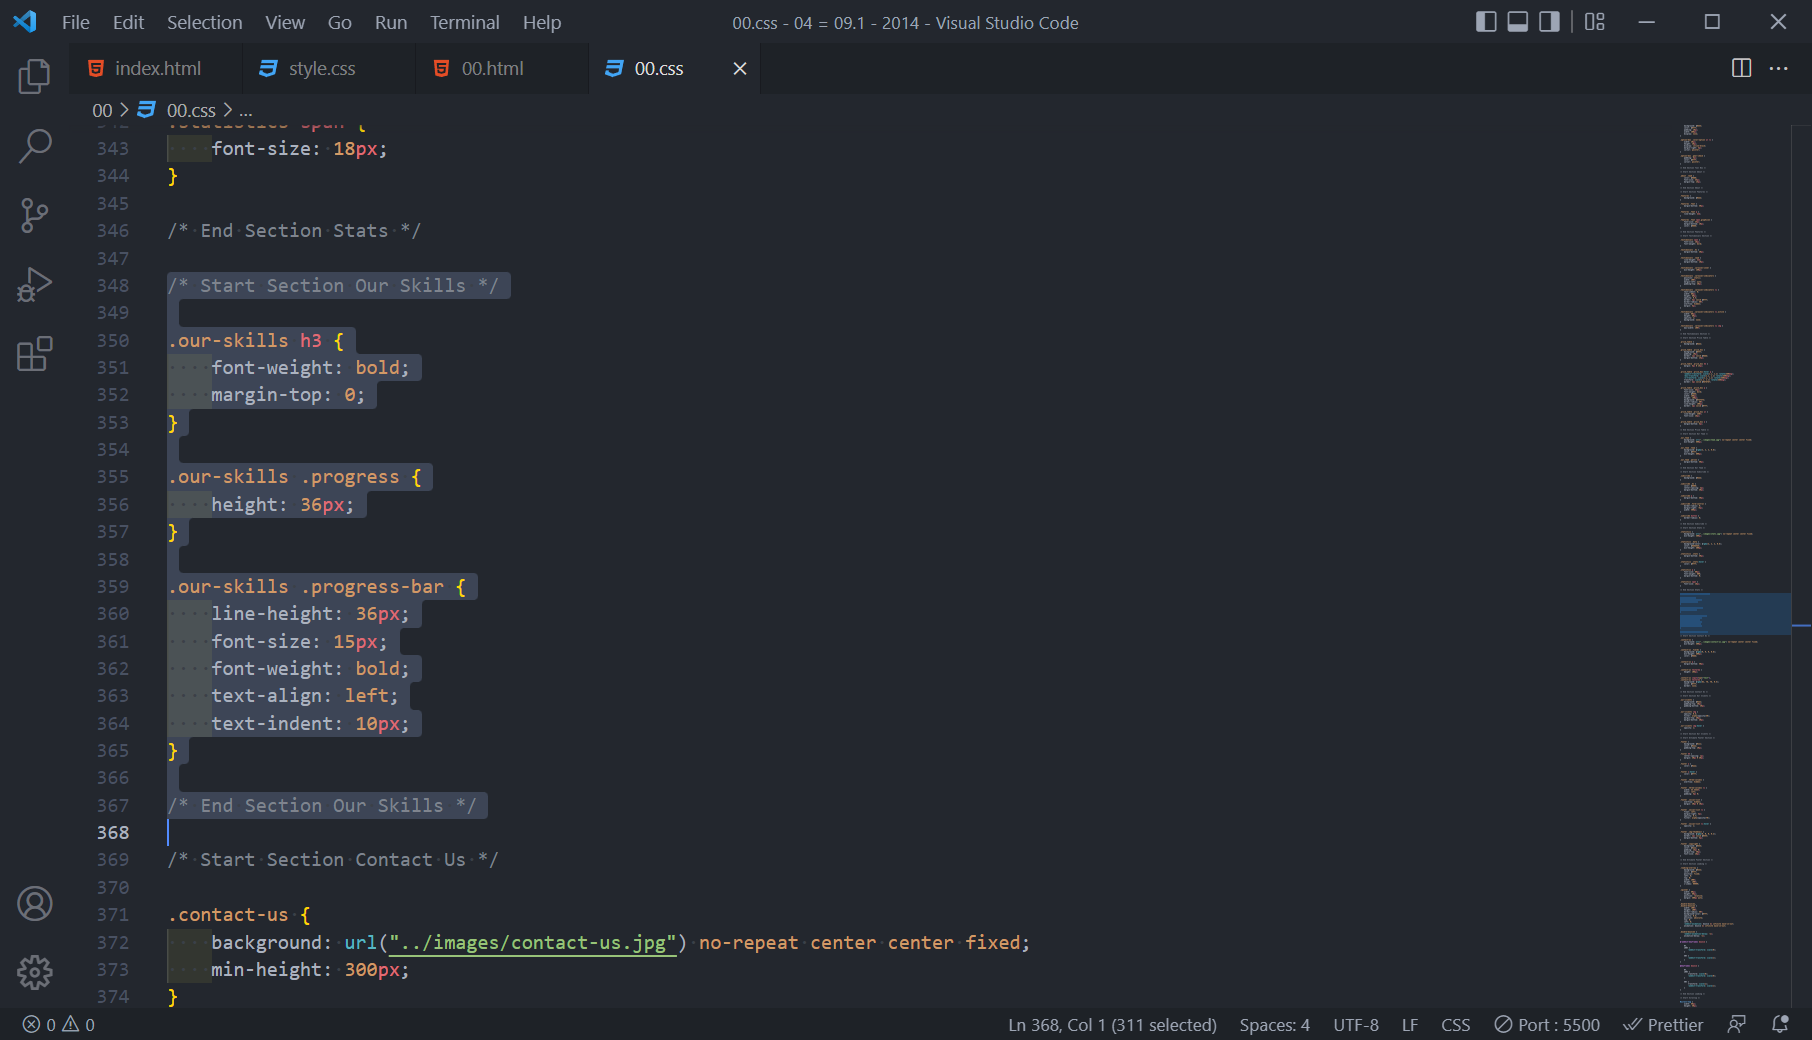 File Edit Selection View Go Run Terminal Help
00.css - 04 = 09.1 - 2014 - Visual Studio Code
index.html style.css 00.html 00.css
00 > 00.css > ...
342 .statistics span {
343 font-size: 18px;
344 }
345
346 /* End Section Stats */
347
348 /* Start Section Our Skills */
349
350 .our-skills h3 {
351 font-weight: bold;
352 margin-top: 0;
353 }
354
355 .our-skills .progress {
356 height: 36px;
357 }
358
359 .our-skills .progress-bar {
360 line-height: 36px;
361 font-size: 15px;
362 font-weight: bold;
363 text-align: left;
364 text-indent: 10px;
365 }
366
367 /* End Section Our Skills */
368
369 /* Start Section Contact Us */
370
371 .contact-us {
372 background: url("../images/contact-us.jpg") no-repeat center center fixed;
373 min-height: 300px;
374 }
0 0
Ln 368, Col 1 (311 selected) Spaces: 4 UTF-8 LF CSS Port : 5500 Prettier